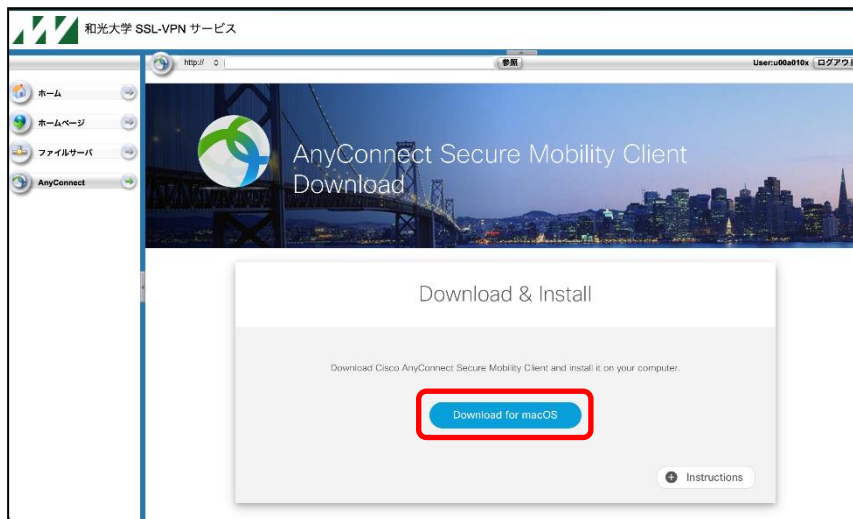 和光大学 SSL-VPN サービス
http://
参照
User:u00a010x
ログアウト
ホーム
ホームページ
ファイルサーバ
AnyConnect
AnyConnect Secure Mobility Client
Download
Download & Install
Download Cisco AnyConnect Secure Mobility Client and install it on your computer.
Download for macOS
Instructions